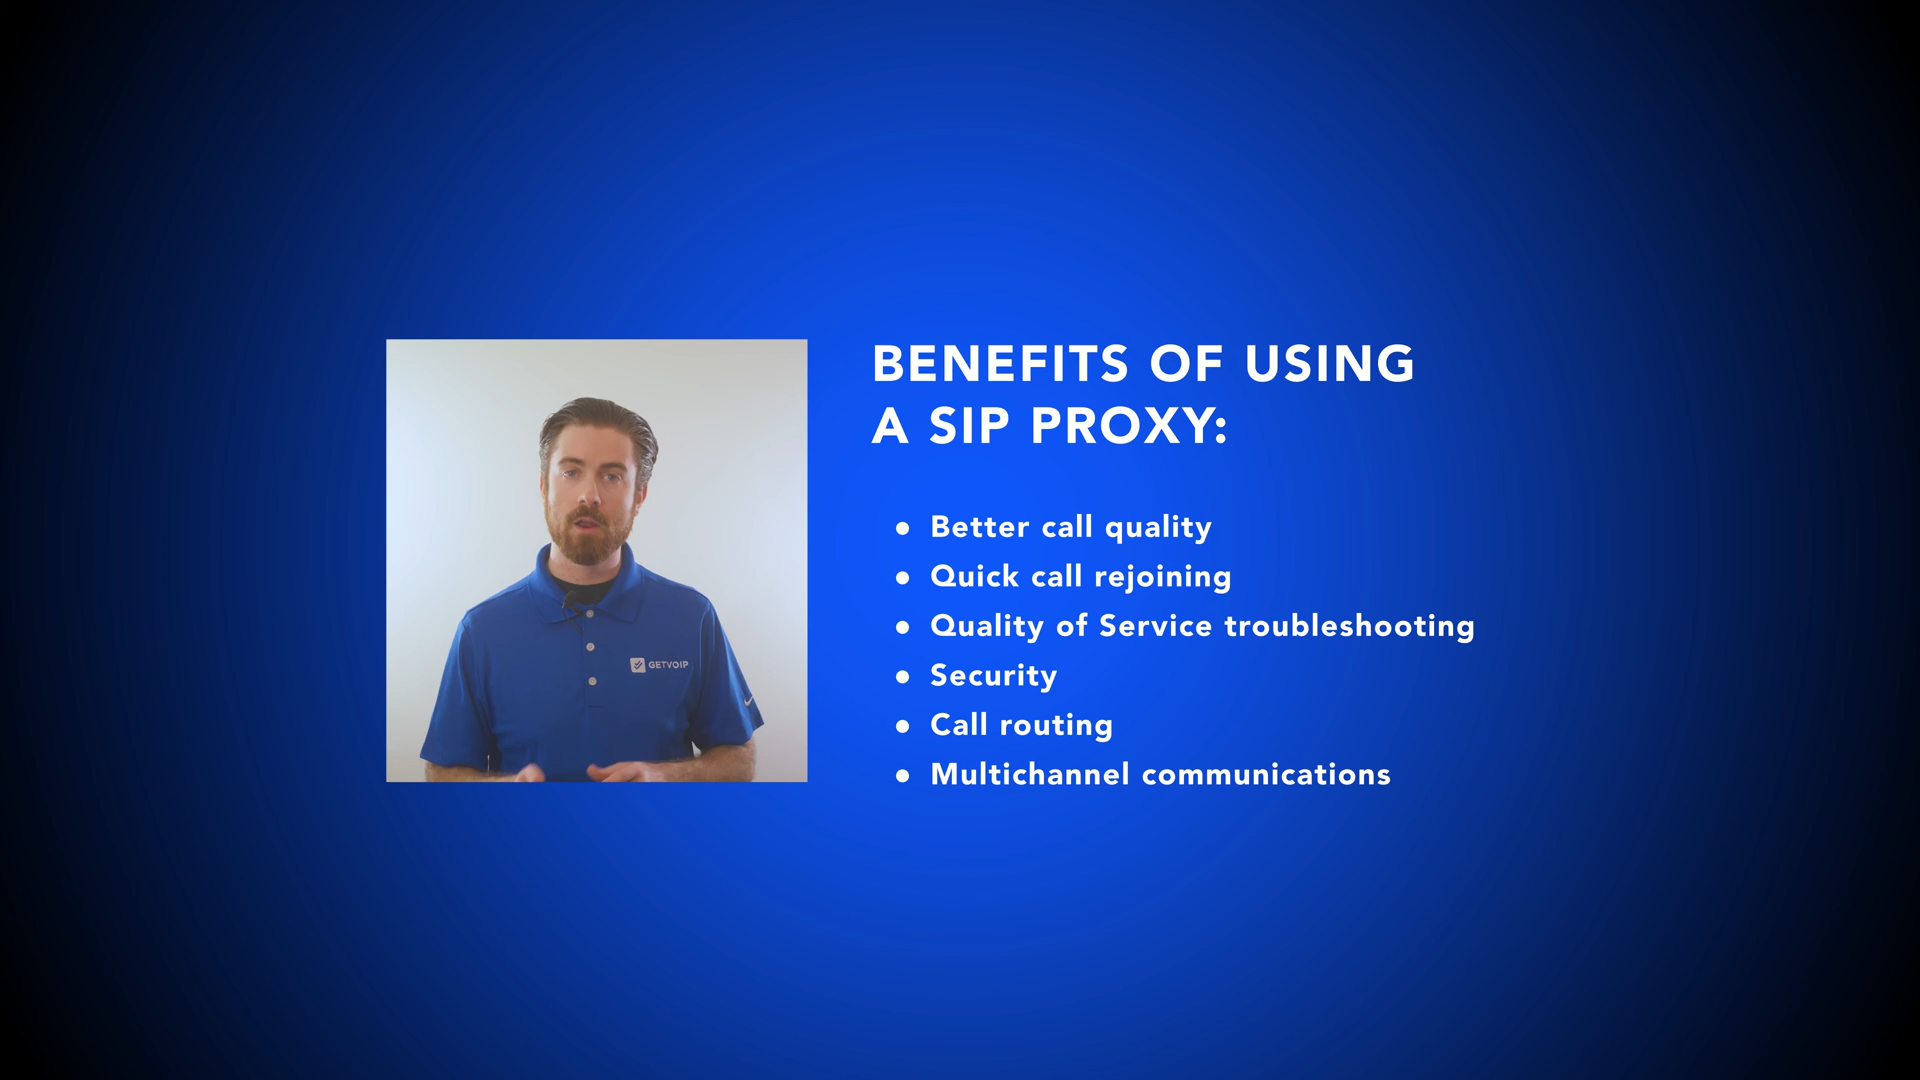 BENEFITS OF USING
A SIP PROXY:
• Better call quality
• Quick call rejoining
• Quality of Service troubleshooting
• Security
• Call routing
• Multichannel communications
GETVOIP